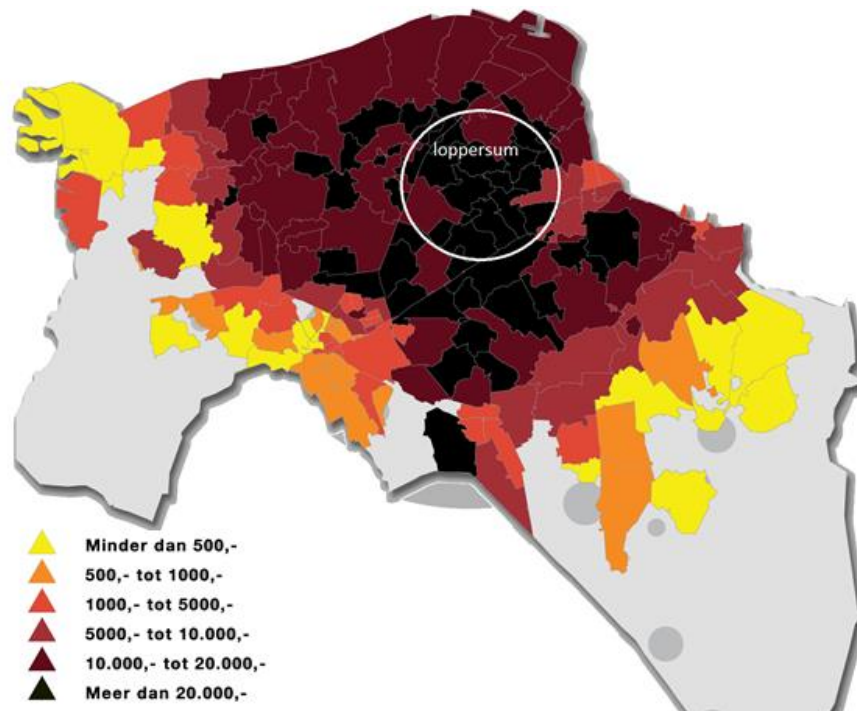 loppersum
Minder dan 500,-
500,- tot 1000,-
1000,- tot 5000,-
5000,- tot 10.000,-
10.000,- tot 20.000,-
Meer dan 20.000,-